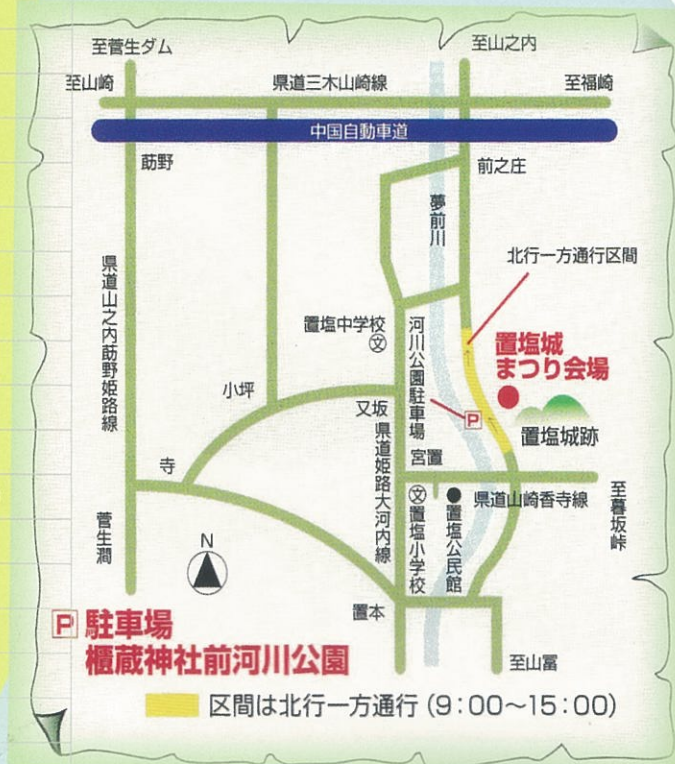 至菅生ダム
至山之内
至山崎
県道三木山崎線
至福崎
中国自動車道
莇野
前之庄
夢前川
北行一方通行区間
県道山之内莇野姫路線
置塩中学校
文
河川公園駐車場
置塩城
まつり会場
小坪
又坂
P
置塩城跡
宮置
寺
県道姫路大河内線
文
置塩小学校
置塩公民館
県道山崎香寺線
至暮坂峠
菅生澗
N
置本
P 駐車場
櫃蔵神社前河川公園
至山冨
区間は北行一方通行(9:00〜15:00)